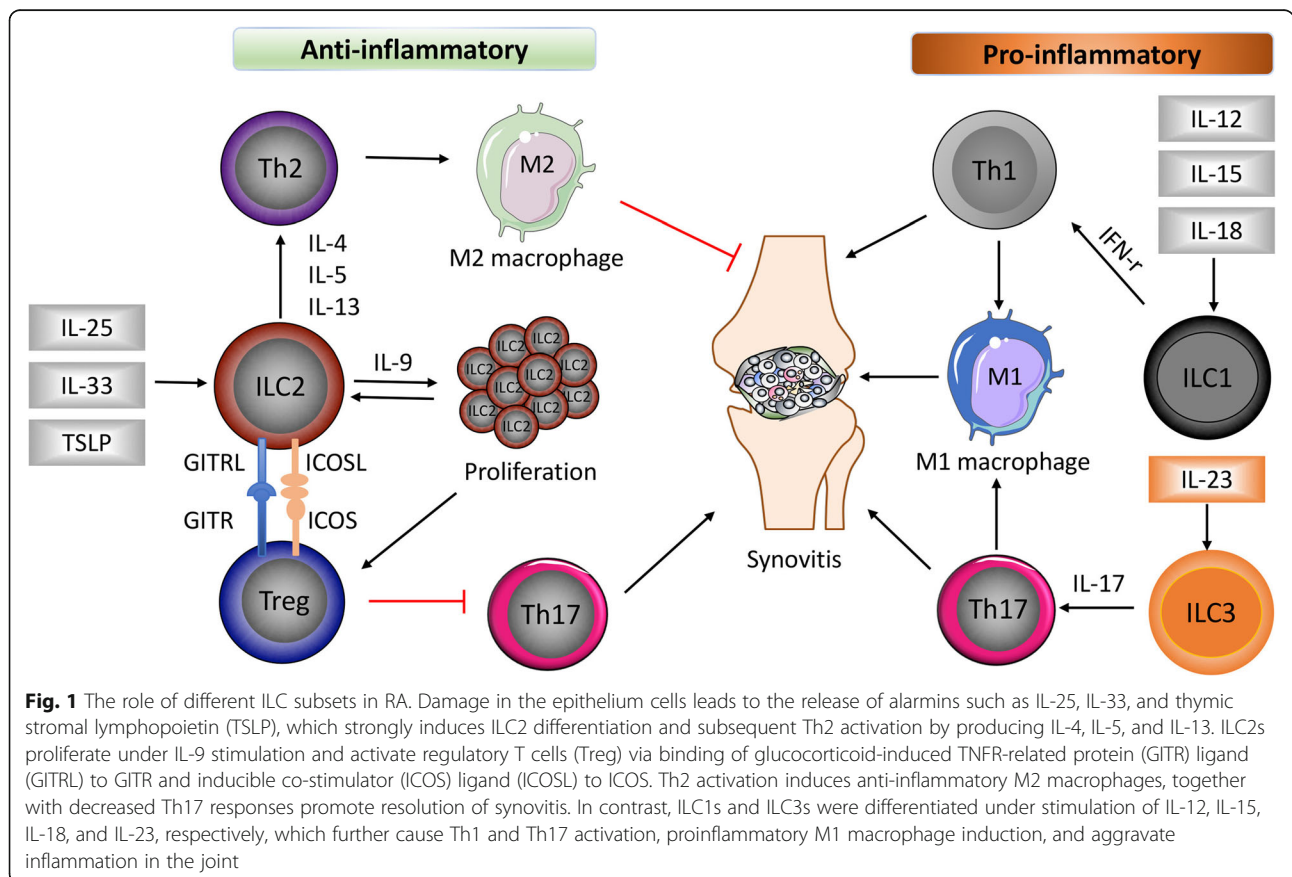 Anti-inflammatory
Pro-inflammatory
Th2
M2
M2 macrophage
IL-4
IL-5
IL-13
IL-25
IL-33
TSLP
ILC2
IL-9
ILC2
ILC2
ILC2
ILC2
ILC2
ILC2
ILC2
ILC2
ILC2
ILC2
Proliferation
GITRL
ICOSL
GITR
ICOS
Treg
Th17
Synovitis
Th1
IL-12
IL-15
IL-18
IFN-r
ILC1
M1
M1 macrophage
IL-23
IL-17
Th17
ILC3
Fig. 1 The role of different ILC subsets in RA. Damage in the epithelium cells leads to the release of alarmins such as IL-25, IL-33, and thymic
stromal lymphopoietin (TSLP), which strongly induces ILC2 differentiation and subsequent Th2 activation by producing IL-4, IL-5, and IL-13. ILC2s
proliferate under IL-9 stimulation and activate regulatory T cells (Treg) via binding of glucocorticoid-induced TNFR-related protein (GITR) ligand
(GITRL) to GITR and inducible co-stimulator (ICOS) ligand (ICOSL) to ICOS. Th2 activation induces anti-inflammatory M2 macrophages, together
with decreased Th17 responses promote resolution of synovitis. In contrast, ILC1s and ILC3s were differentiated under stimulation of IL-12, IL-15,
IL-18, and IL-23, respectively, which further cause Th1 and Th17 activation, proinflammatory M1 macrophage induction, and aggravate
inflammation in the joint